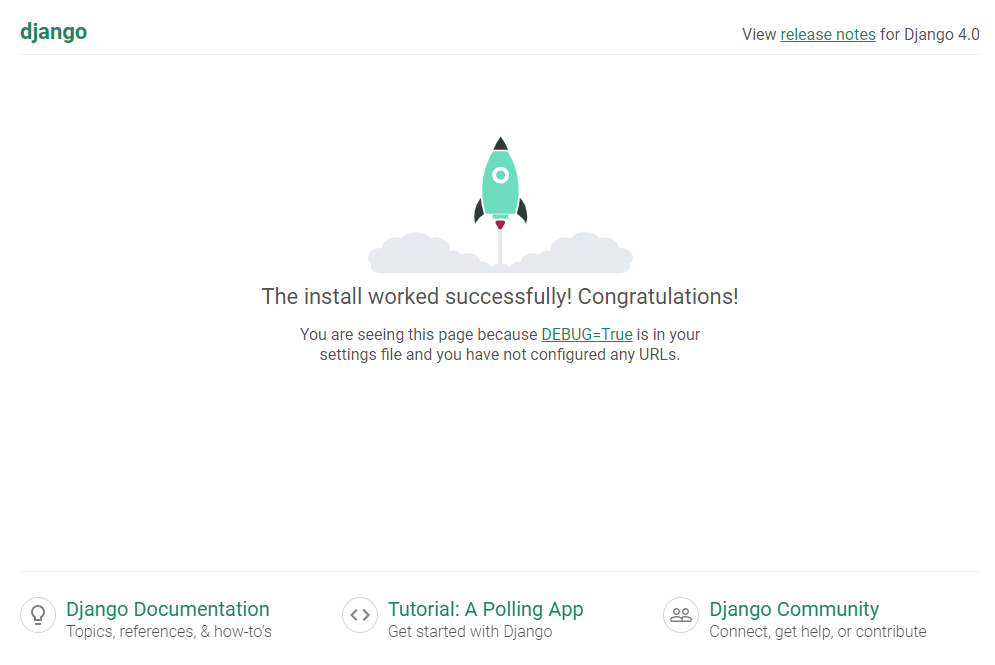 django
View release notes for Django 4.0
The install worked successfully! Congratulations!
You are seeing this page because DEBUG=True is in your
settings file and you have not configured any URLs.
Django Documentation
Topics, references, & how-to’s
Tutorial: A Polling App
Get started with Django
Django Community
Connect, get help, or contribute